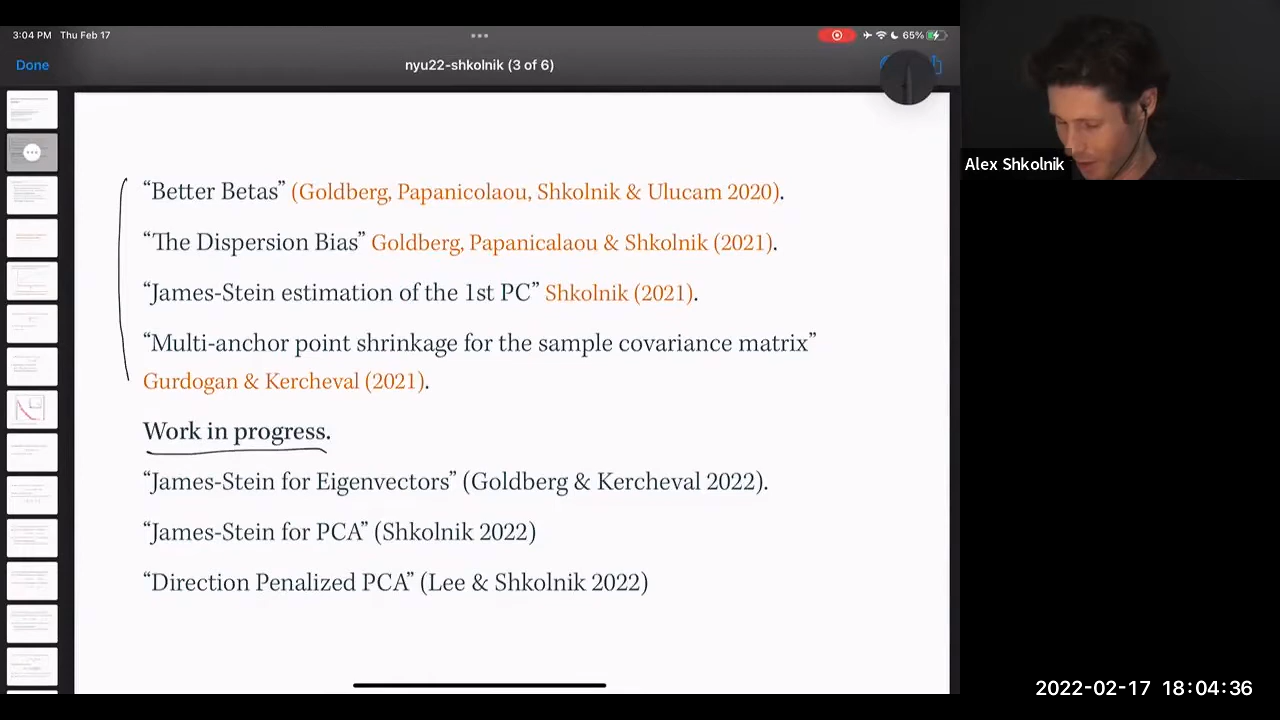 3:04 PM Thu Feb 17
65%
Done
nyu22-shkolnik (3 of 6)
“Better Betas” (Goldberg, Papanicolaou, Shkolnik & Ulucam 2020).
“The Dispersion Bias” Goldberg, Papanicalaou & Shkolnik (2021).
“James-Stein estimation of the 1st PC” Shkolnik (2021).
“Multi-anchor point shrinkage for the sample covariance matrix”
Gurdogan & Kercheval (2021).
Work in progress.
“James-Stein for Eigenvectors” (Goldberg & Kercheval 2022).
“James-Stein for PCA” (Shkolnik 2022)
“Direction Penalized PCA” (Lee & Shkolnik 2022)
Alex Shkolnik
2022-02-17 18:04:36